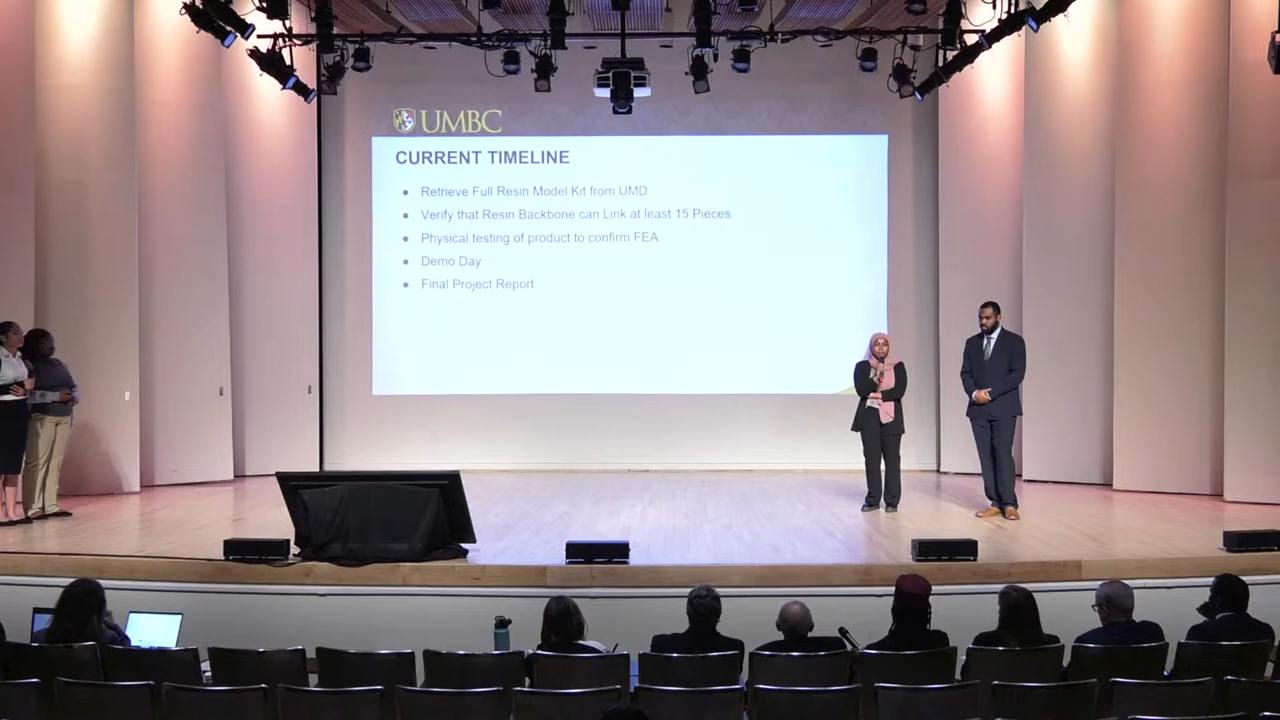 UMBC
CURRENT TIMELINE
● Retrieve Full Resin Model Kit from UMD
● Verify that Resin Backbone can Link at least 15 Pieces
● Physical testing of product to confirm FEA
● Demo Day
● Final Project Report